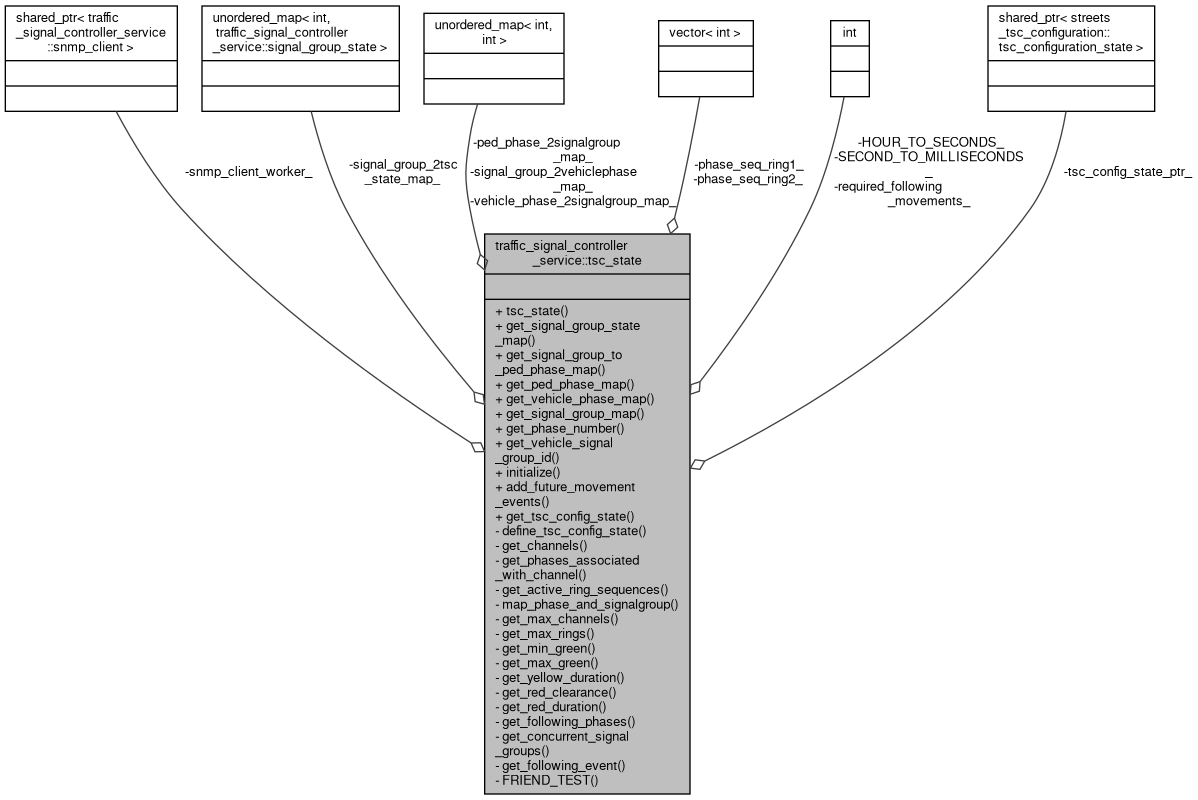 shared_ptr< traffic
_signal_controller_service
::snmp_client >
unordered_map< int,
traffic_signal_controller
_service::signal_group_state >
unordered_map< int,
int >
vector< int >
int
shared_ptr< streets
_tsc_configuration::
tsc_configuration_state >
-snmp_client_worker_
-signal_group_2tsc
_state_map_
-ped_phase_2signalgroup
_map_
-signal_group_2vehiclephase
_map_
-vehicle_phase_2signalgroup_map_
-phase_seq_ring1_
-phase_seq_ring2_
-HOUR_TO_SECONDS_
-SECOND_TO_MILLISECONDS
_
-required_following
_movements_
-tsc_config_state_ptr_
traffic_signal_controller
_service::tsc_state
+ tsc_state()
+ get_signal_group_state
_map()
+ get_signal_group_to
_ped_phase_map()
+ get_ped_phase_map()
+ get_vehicle_phase_map()
+ get_signal_group_map()
+ get_phase_number()
+ get_vehicle_signal
_group_id()
+ initialize()
+ add_future_movement
_events()
+ get_tsc_config_state()
- define_tsc_config_state()
- get_channels()
- get_phases_associated
_with_channel()
- get_active_ring_sequences()
- map_phase_and_signalgroup()
- get_max_channels()
- get_max_rings()
- get_min_green()
- get_max_green()
- get_yellow_duration()
- get_red_clearance()
- get_red_duration()
- get_following_phases()
- get_concurrent_signal
_groups()
- get_following_event()
- FRIEND_TEST()